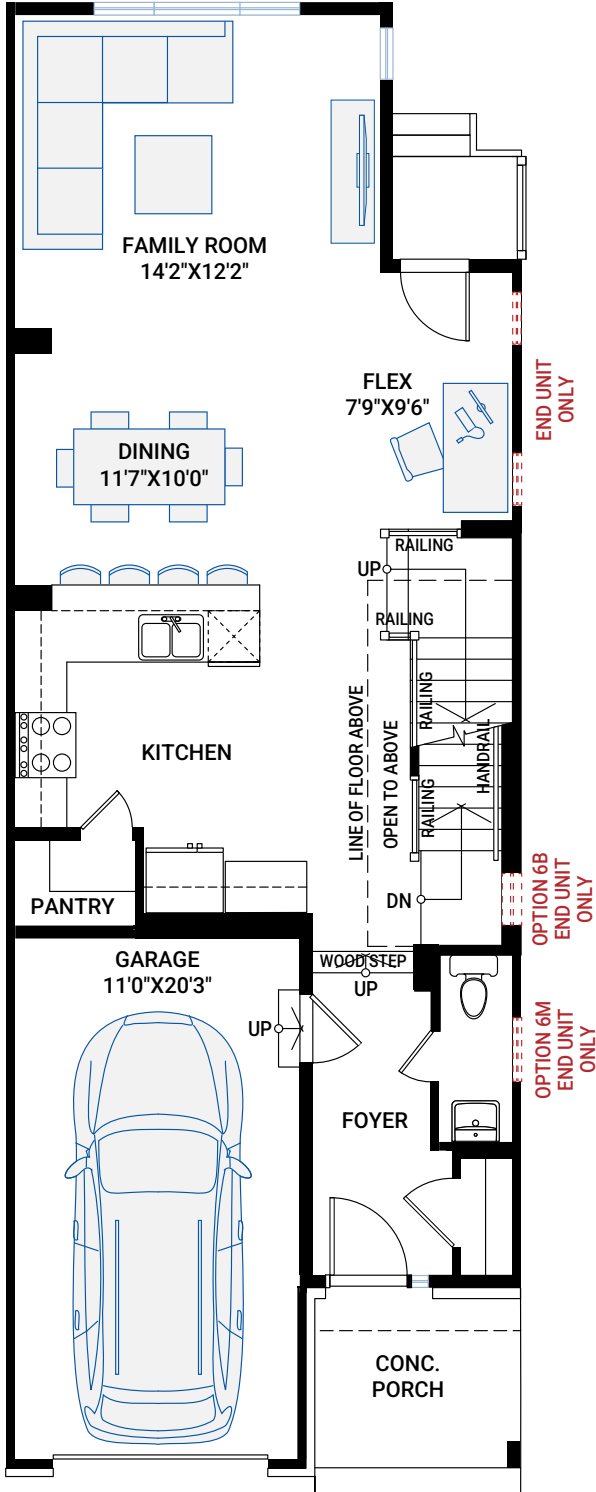 FAMILY ROOM
14'2"X12'2"
FLEX
7'9"X9'6"
END UNIT
ONLY
DINING
11'7"X10'0"
RAILING
UP
RAILING
KITCHEN
LINE OF FLOOR ABOVE
OPEN TO ABOVE
RAILING
RAILING
HANDRAIL
PANTRY
DN
OPTION 6B
END UNIT
ONLY
GARAGE
11'0"X20'3"
WOOD STEP
UP
UP
OPTION 6M
END UNIT
ONLY
FOYER
CONC.
PORCH